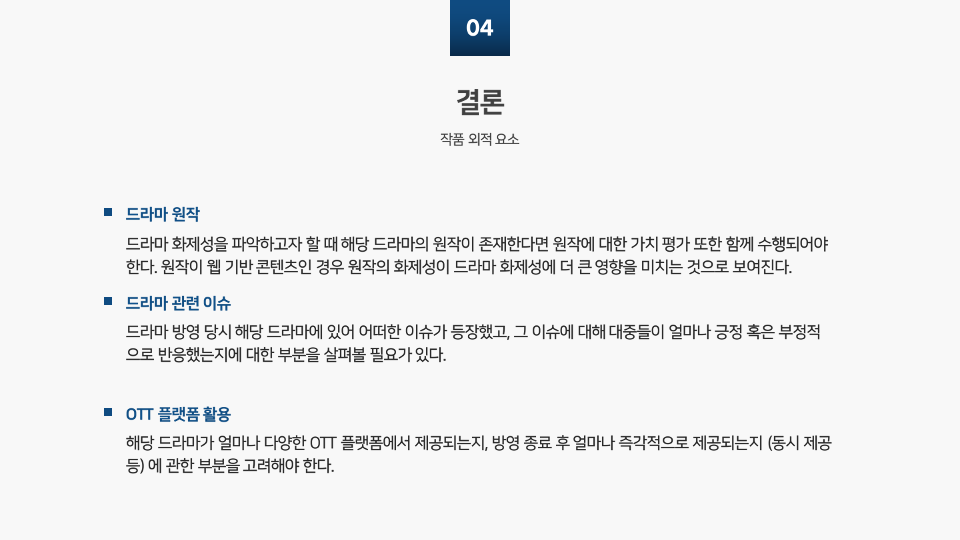 04
결론
작품 외적 요소
드라마 원작
드라마 화제성을 파악하고자 할 때 해당 드라마의 원작이 존재한다면 원작에 대한 가치 평가 또한 함께 수행되어야
한다. 원작이 웹 기반 콘텐츠인 경우 원작의 화제성이 드라마 화제성에 더 큰 영향을 미치는 것으로 보여진다.
드라마 관련 이슈
드라마 방영 당시 해당 드라마에 있어 어떠한 이슈가 등장했고, 그 이슈에 대해 대중들이 얼마나 긍정 혹은 부정적
으로 반응했는지에 대한 부분을 살펴볼 필요가 있다.
OTT 플랫폼 활용
해당 드라마가 얼마나 다양한 OTT 플랫폼에서 제공되는지, 방영 종료 후 얼마나 즉각적으로 제공되는지 (동시 제공
등) 에 관한 부분을 고려해야 한다.